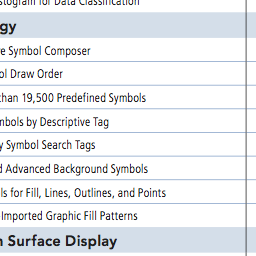 stogram for Data Classification
gy
e Symbol Composer
ol Draw Order
than 19,500 Predefined Symbols
mbols by Descriptive Tag
y Symbol Search Tags
d Advanced Background Symbols
ls for Fill, Lines, Outlines, and Points
Imported Graphic Fill Patterns
n Surface Display